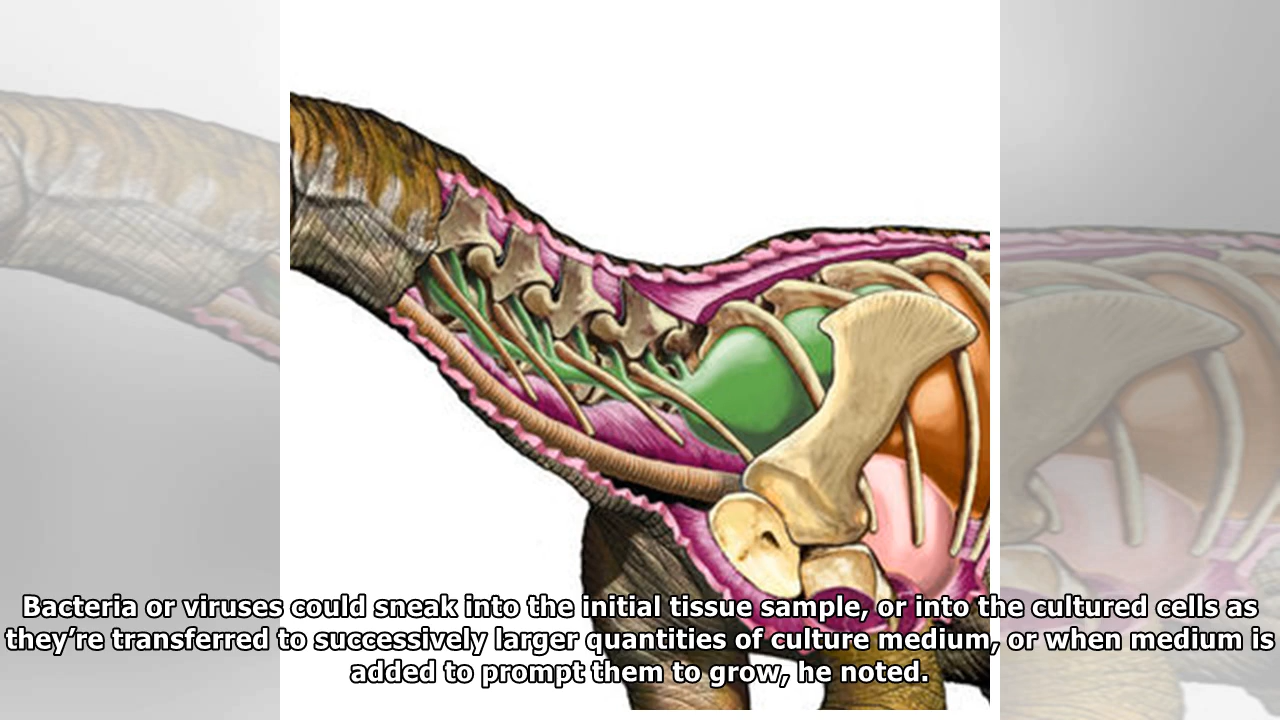 Bacteria or viruses could sneak into the initial tissue sample, or into the cultured cells as
they’re transferred to successively larger quantities of culture medium, or when medium is
added to prompt them to grow, he noted.